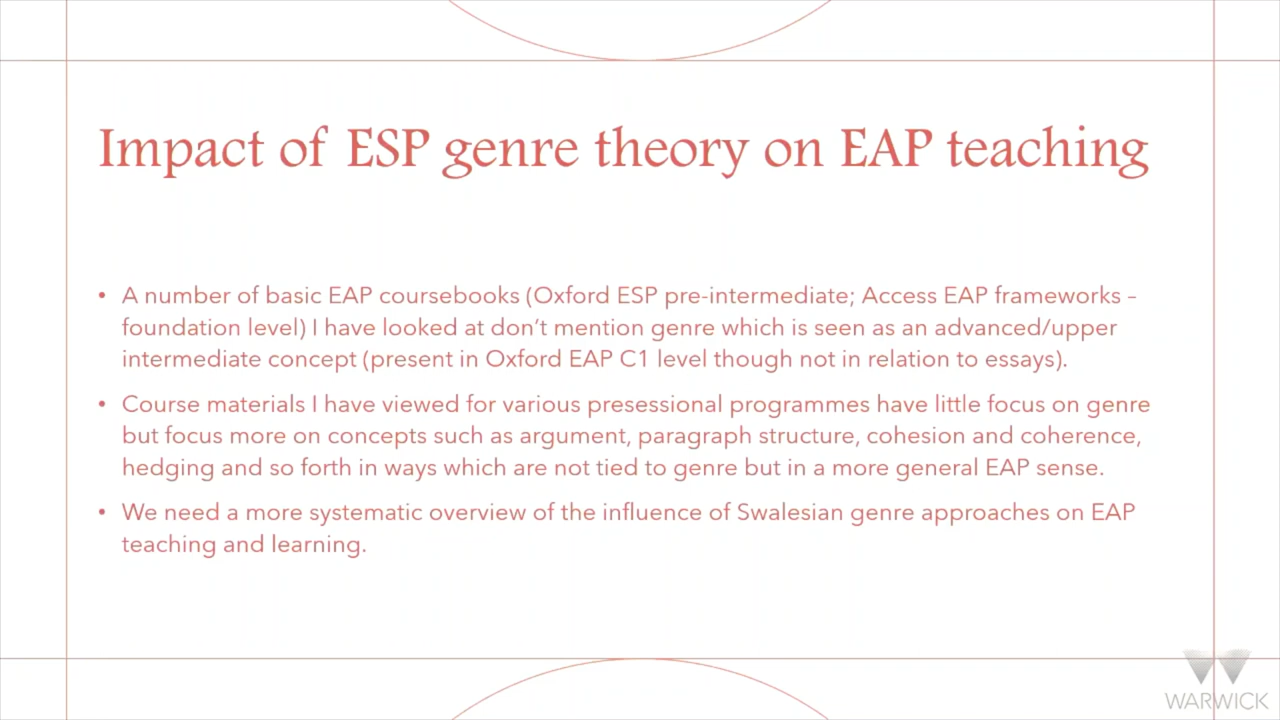 Impact of ESP genre theory on EAP teaching
• A number of basic EAP coursebooks (Oxford ESP pre-intermediate; Access EAP frameworks –
foundation level) I have looked at don’t mention genre which is seen as an advanced/upper
intermediate concept (present in Oxford EAP C1 level though not in relation to essays).
• Course materials I have viewed for various presessional programmes have little focus on genre
but focus more on concepts such as argument, paragraph structure, cohesion and coherence,
hedging and so forth in ways which are not tied to genre but in a more general EAP sense.
• We need a more systematic overview of the influence of Swalesian genre approaches on EAP
teaching and learning.
WARWICK